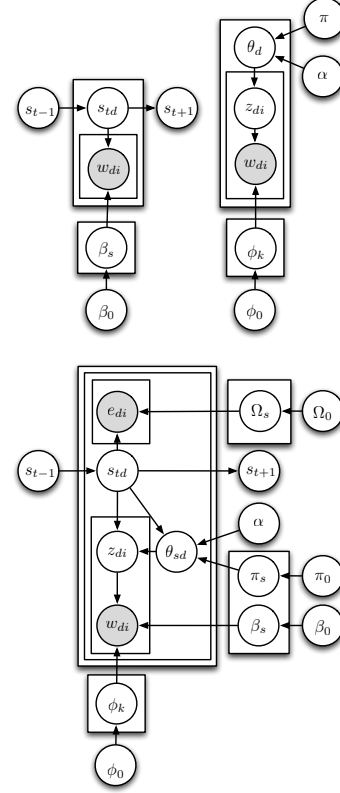 s_{t−1} s_{td} s_{t+1}
w_{di}
β_s
β_0
π
θ_d
α
z_{di}
w_{di}
ϕ_k
ϕ_0
e_{di} Ω_s Ω_0
s_{t−1} s_{td} s_{t+1}
α
z_{di} θ_{sd}
π_s π_0
w_{di} β_s β_0
ϕ_k
ϕ_0